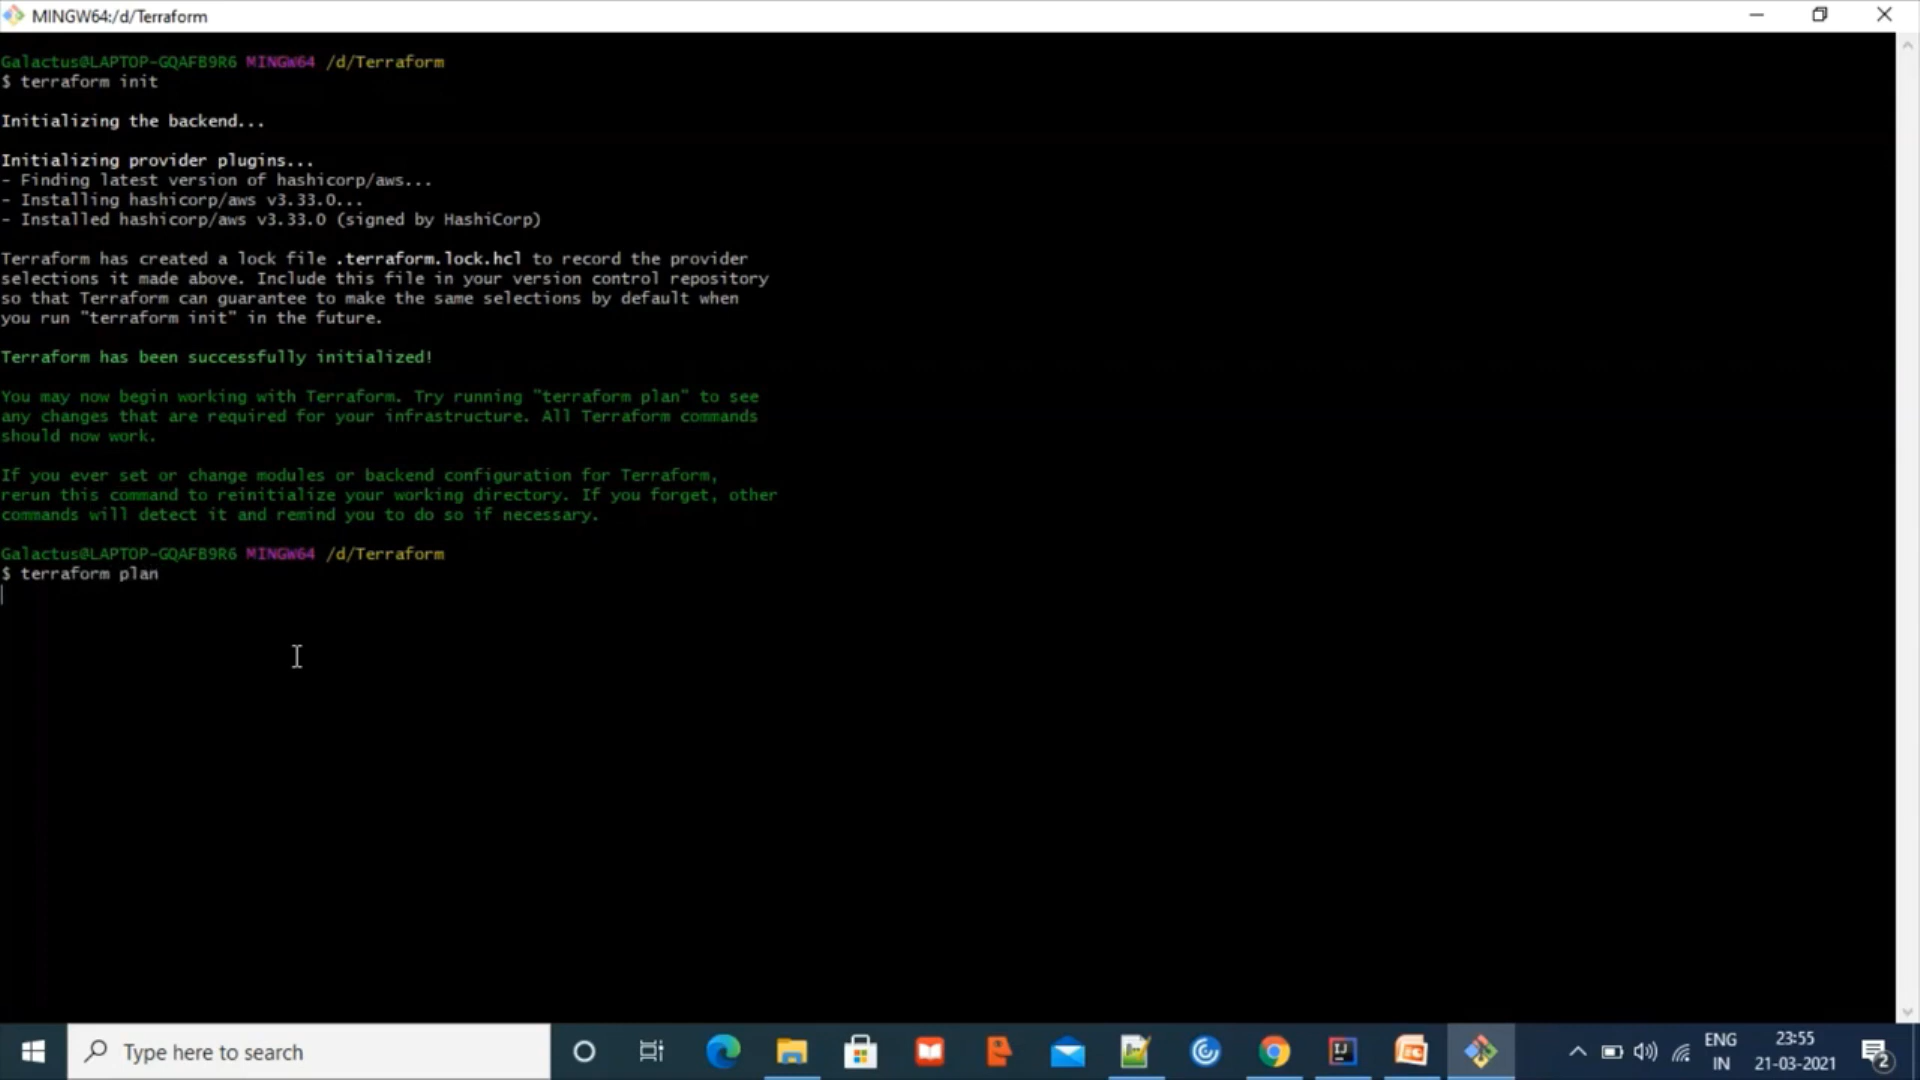 MINGW64:/d/Terraform
Galactus@LAPTOP-GQAFB9R6 MINGW64 /d/Terraform
$ terraform init
Initializing the backend...
Initializing provider plugins...
- Finding latest version of hashicorp/aws...
- Installing hashicorp/aws v3.33.0...
- Installed hashicorp/aws v3.33.0 (signed by HashiCorp)
Terraform has created a lock file .terraform.lock.hcl to record the provider
selections it made above. Include this file in your version control repository
so that Terraform can guarantee to make the same selections by default when
you run "terraform init" in the future.
Terraform has been successfully initialized!
You may now begin working with Terraform. Try running "terraform plan" to see
any changes that are required for your infrastructure. All Terraform commands
should now work.
If you ever set or change modules or backend configuration for Terraform,
rerun this command to reinitialize your working directory. If you forget, other
commands will detect it and remind you to do so if necessary.
Galactus@LAPTOP-GQAFB9R6 MINGW64 /d/Terraform
$ terraform plan
Type here to search
ENG
IN
23:55
21-03-2021
2